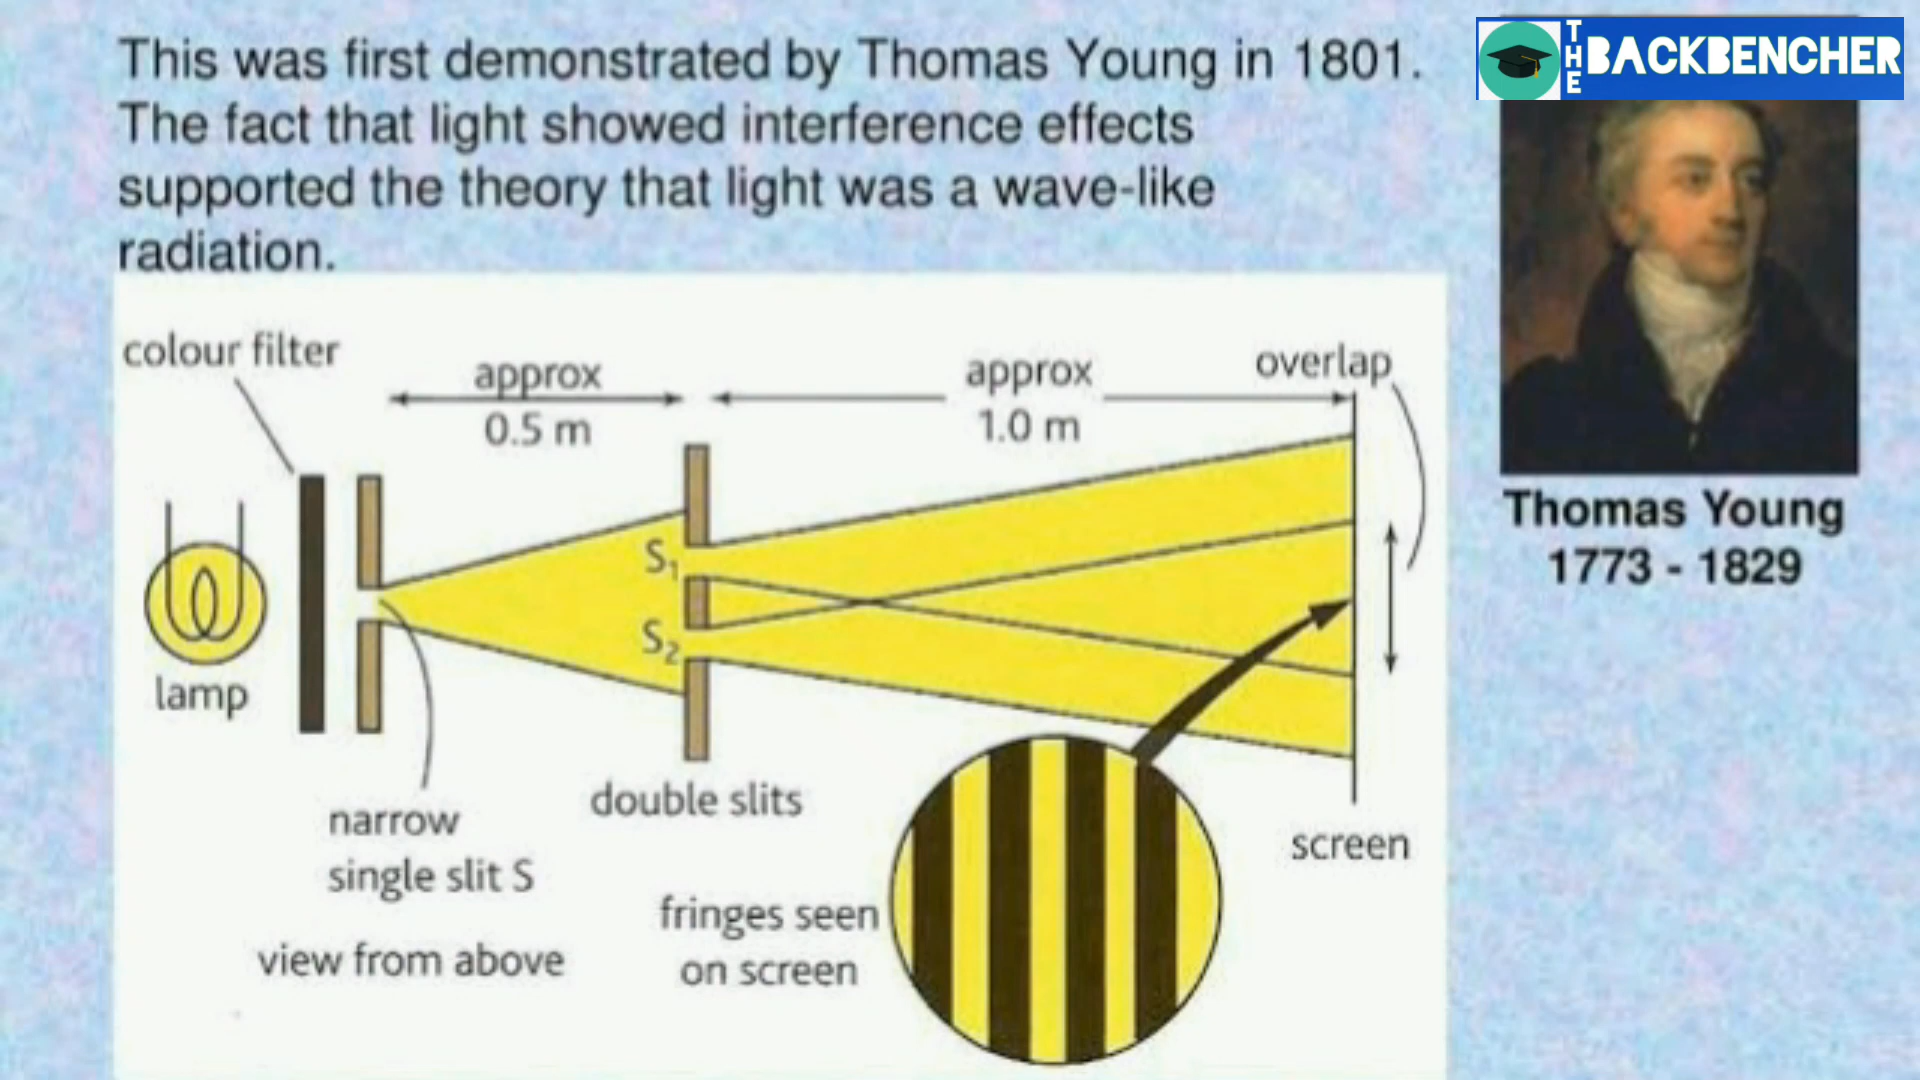 This was first demonstrated by Thomas Young in 1801.
The fact that light showed interference effects
supported the theory that light was a wave-like
radiation.
THE BACKBENCHER
Thomas Young
1773 - 1829
colour filter
approx
0.5 m
approx
1.0 m
overlap
S₁
S₂
lamp
narrow
single slit S
double slits
screen
fringes seen
on screen
view from above